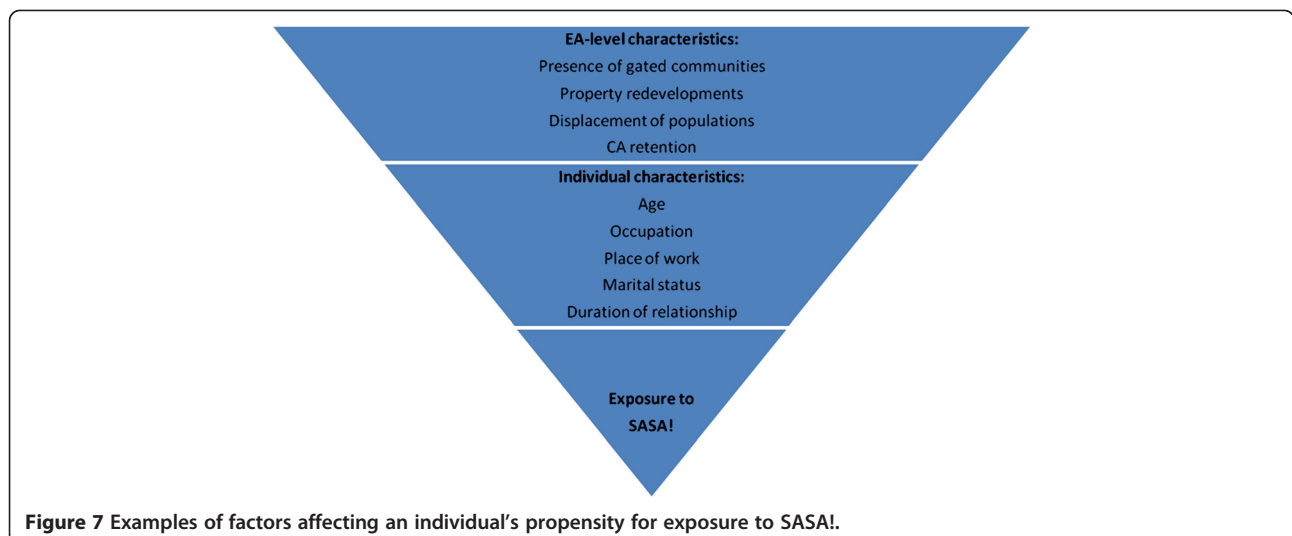 EA-level characteristics:
Presence of gated communities
Property redevelopments
Displacement of populations
CA retention
Individual characteristics:
Age
Occupation
Place of work
Marital status
Duration of relationship
Exposure to
SASA!
Figure 7 Examples of factors affecting an individual's propensity for exposure to SASA!.